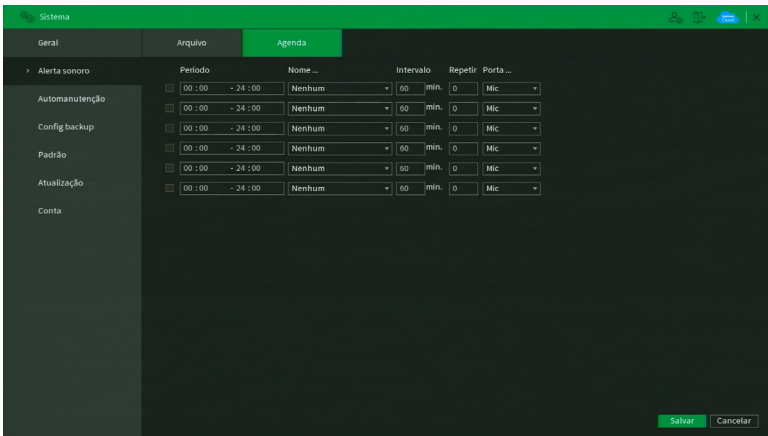 Sistema
Geral
Arquivo
Agenda
Alerta sonoro
Automanutenção
Config backup
Padrão
Atualização
Conta
Período Nome ... Intervalo Repetir Porta ...
00 : 00 - 24 : 00 Nenhum 60 min. 0 Mic
00 : 00 - 24 : 00 Nenhum 60 min. 0 Mic
00 : 00 - 24 : 00 Nenhum 60 min. 0 Mic
00 : 00 - 24 : 00 Nenhum 60 min. 0 Mic
00 : 00 - 24 : 00 Nenhum 60 min. 0 Mic
00 : 00 - 24 : 00 Nenhum 60 min. 0 Mic
Salvar Cancelar